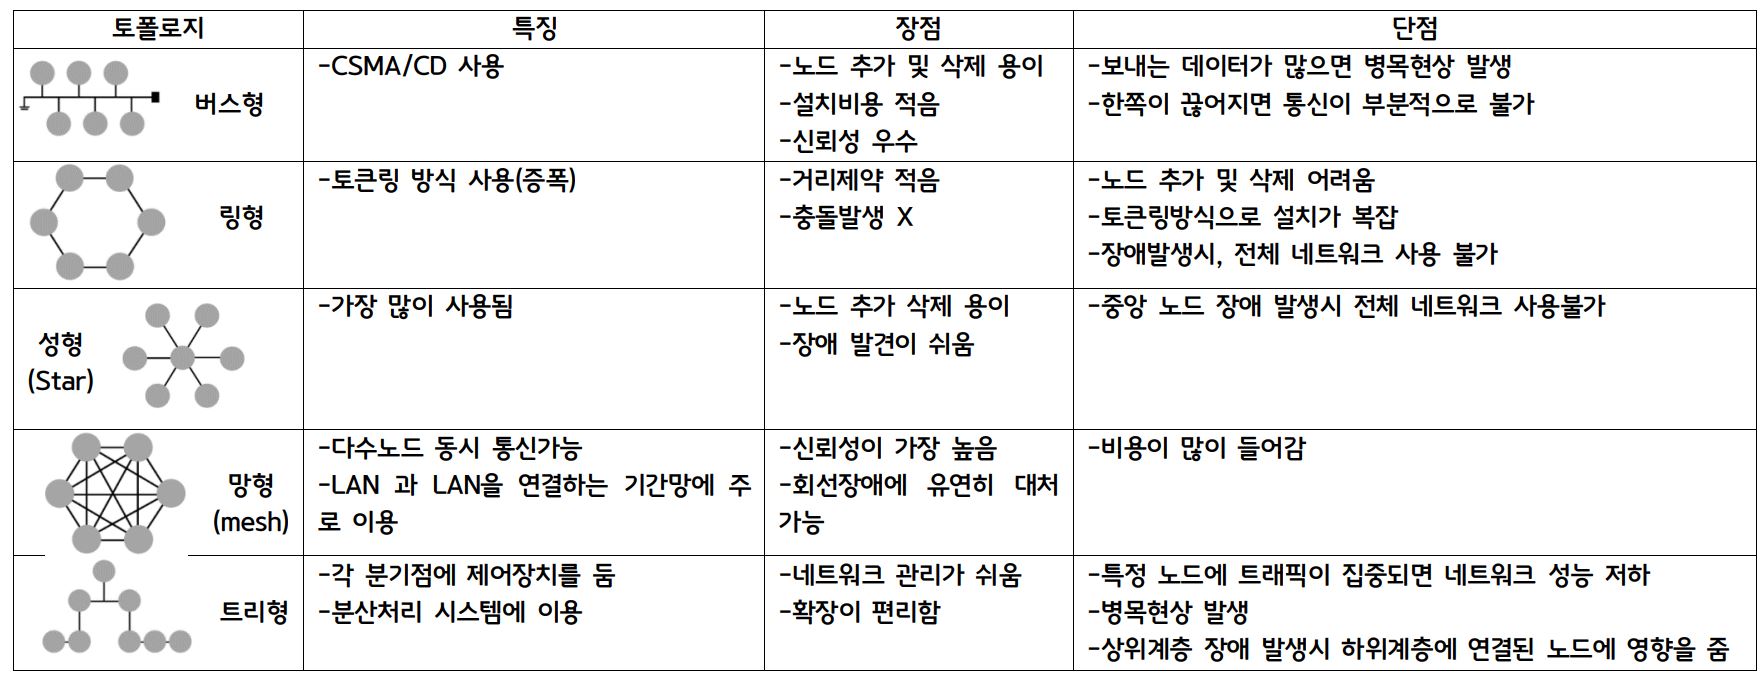 토폴로지 특징 장점 단점
버스형
-CSMA/CD 사용
-노드 추가 및 삭제 용이
-설치비용 적음
-신뢰성 우수
-보내는 데이터가 많으면 병목현상 발생
-한쪽이 끊어지면 통신이 부분적으로 불가
링형
-토큰링 방식 사용(증폭)
-거리제약 적음
-충돌발생 X
-노드 추가 및 삭제 어려움
-토큰링방식으로 설치가 복잡
-장애발생시, 전체 네트워크 사용 불가
성형
(Star)
-가장 많이 사용됨
-노드 추가 삭제 용이
-장애 발견이 쉬움
-중앙 노드 장애 발생시 전체 네트워크 사용불가
망형
(mesh)
-다수노드 동시 통신가능
-LAN 과 LAN을 연결하는 기간망에 주
로 이용
-신뢰성이 가장 높음
-회선장애에 유연히 대처
가능
-비용이 많이 들어감
트리형
-각 분기점에 제어장치를 둠
-분산처리 시스템에 이용
-네트워크 관리가 쉬움
-확장이 편리함
-특정 노드에 트래픽이 집중되면 네트워크 성능 저하
-병목현상 발생
-상위계층 장애 발생시 하위계층에 연결된 노드에 영향을 줌